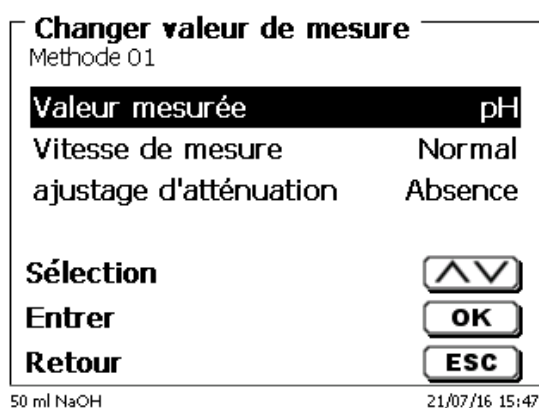 Changer valeur de mesure
Methode 01
Valeur mesurée pH
Vitesse de mesure Normal
ajustage d'atténuation Absence
Sélection
Entrer OK
Retour ESC
50 ml NaOH 21/07/16 15:47